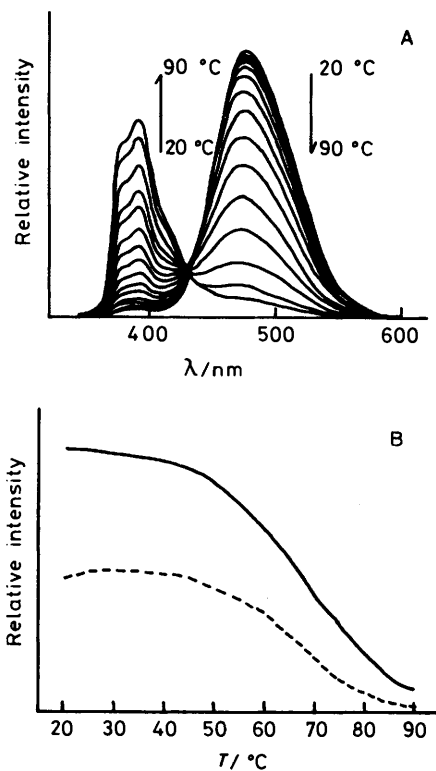 A
Relative intensity
90 °C
20 °C
20 °C
90 °C
400
500
600
λ/nm
B
Relative intensity
20
30
40
50
60
70
80
90
T/ °C